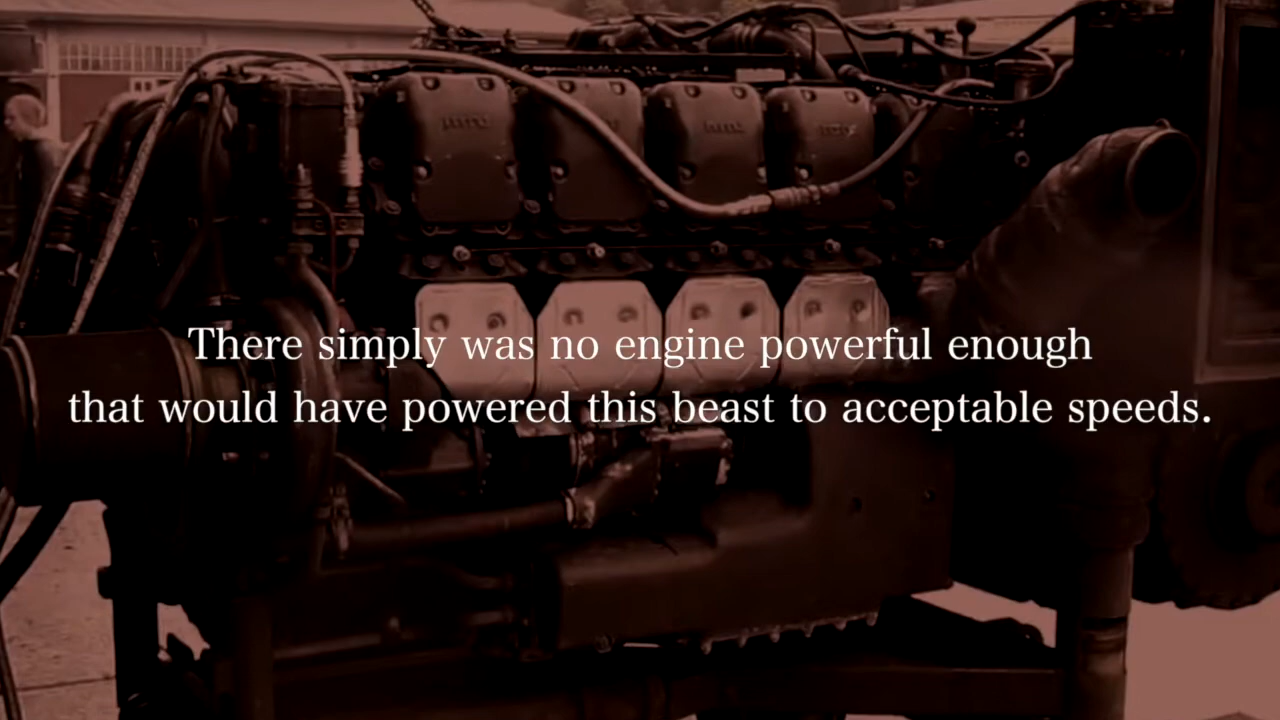 There simply was no engine powerful enough
that would have powered this beast to acceptable speeds.